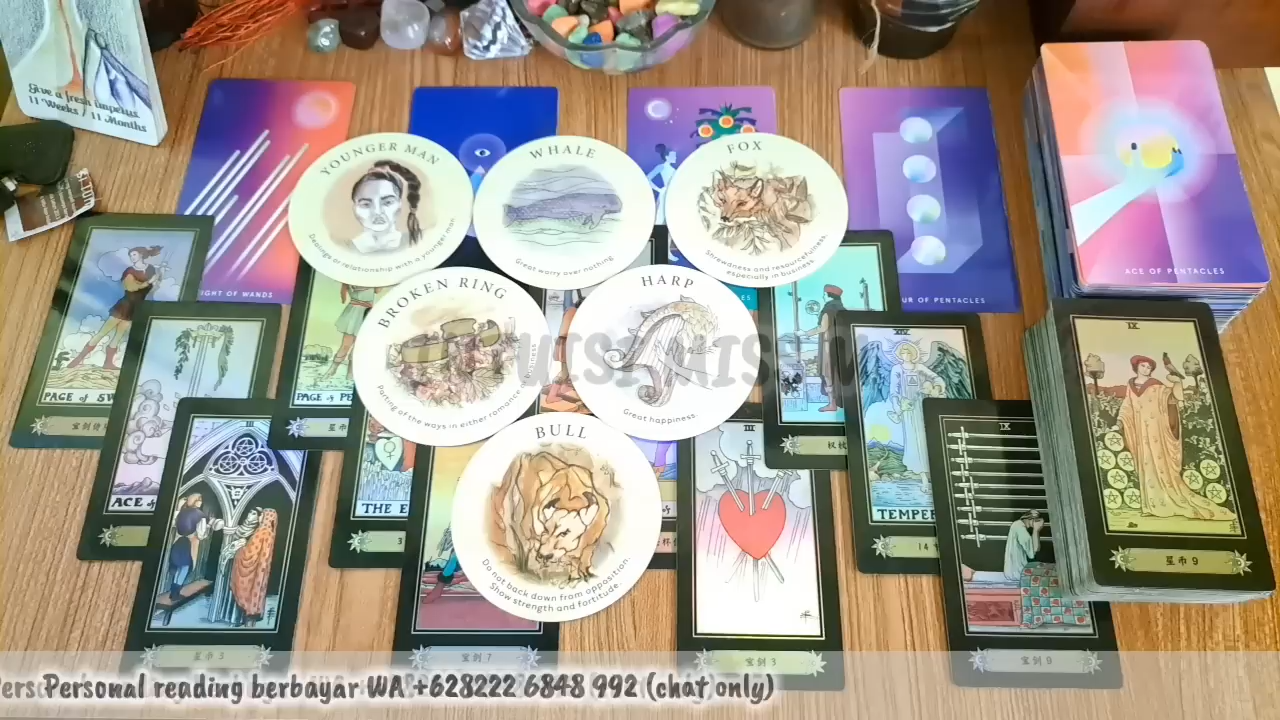 Give a fresh impetus
11 Weeks / 11 Months
YOUNGER MAN
Dealings or relationship with a younger man.
WHALE
Great worry over nothing.
FOX
Shrewdness and resourcefulness,
especially in business.
IGHT OF WANDS
UR OF PENTACLES
ACE OF PENTACLES
BROKEN RING
Parting of the ways in either romance
business
HARP
Great happiness.
PAGE of SW
PAGE of PE
IX
XIV
ACE of
THE E
TEMPER
III
III
IX
BULL
Do not back down from opposition.
Show strength and fortitude.
14
星币 9
星币 3
宝剑 7
宝剑 3
宝剑 9
Pers Personal reading berbayar WA +628222 6848 992 (chat only)